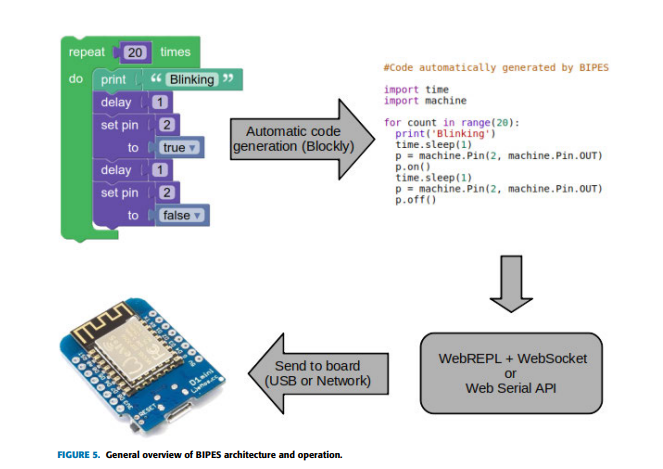 repeat 20 times
do print “ Blinking ”
delay 1
set pin 2
to true ▾
delay 1
set pin 2
to false ▾
Automatic code
generation (Blockly)
#Code automatically generated by BIPES
import time
import machine
for count in range(20):
  print('Blinking')
  time.sleep(1)
  p = machine.Pin(2, machine.Pin.OUT)
  p.on()
  time.sleep(1)
  p = machine.Pin(2, machine.Pin.OUT)
  p.off()
WebREPL + WebSocket
or
Web Serial API
Send to board
(USB or Network)
D1 mini
RESET
FIGURE 5. General overview of BIPES architecture and operation.